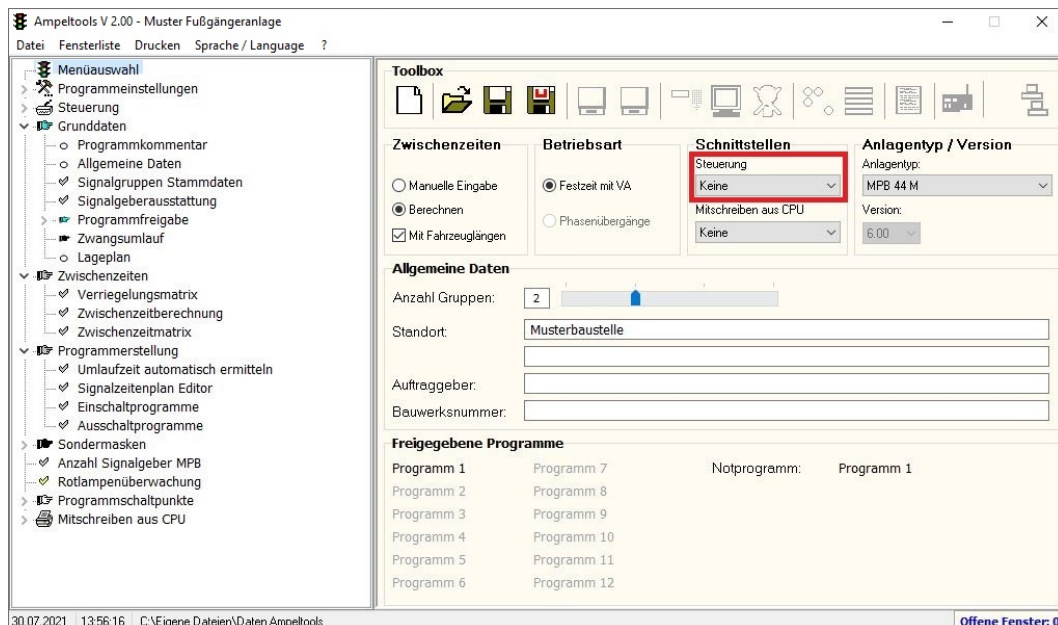 Ampeltools V 2.00 - Muster Fußgängeranlage
Datei Fensterliste Drucken Sprache / Language ?
Menüauswahl
Programmeinstellungen
Steuerung
Grunddaten
Programmkommentar
Allgemeine Daten
Signalgruppen Stammdaten
Signalgeberausstattung
Programmfreigabe
Zwangsumlauf
Lageplan
Zwischenzeiten
Verriegelungsmatrix
Zwischenzeitberechnung
Zwischenzeitmatrix
Programmerstellung
Umlaufzeit automatisch ermitteln
Signalzeitenplan Editor
Einschaltprogramme
Ausschaltprogramme
Sondermasken
Anzahl Signalgeber MPB
Rotlampenüberwachung
Programmschaltpunkte
Mitschreiben aus CPU
Toolbox
Zwischenzeiten
Manuelle Eingabe
Berechnen
Mit Fahrzeuglängen
Betriebsart
Festzeit mit VA
Phasenübergänge
Schnittstellen
Steuerung
Keine
Mitschreiben aus CPU
Keine
Anlagentyp / Version
Anlagentyp:
MPB 44 M
Version:
6.00
Allgemeine Daten
Anzahl Gruppen: 2
Standort: Musterbaustelle
Auftraggeber:
Bauwerksnummer:
Freigegebene Programme
Programm 1 Programm 7 Notprogramm: Programm 1
Programm 2 Programm 8
Programm 3 Programm 9
Programm 4 Programm 10
Programm 5 Programm 11
Programm 6 Programm 12
30.07.2021 13:56:16 C:\Eigene Dateien\Daten Ampeltools Offene Fenster: 0